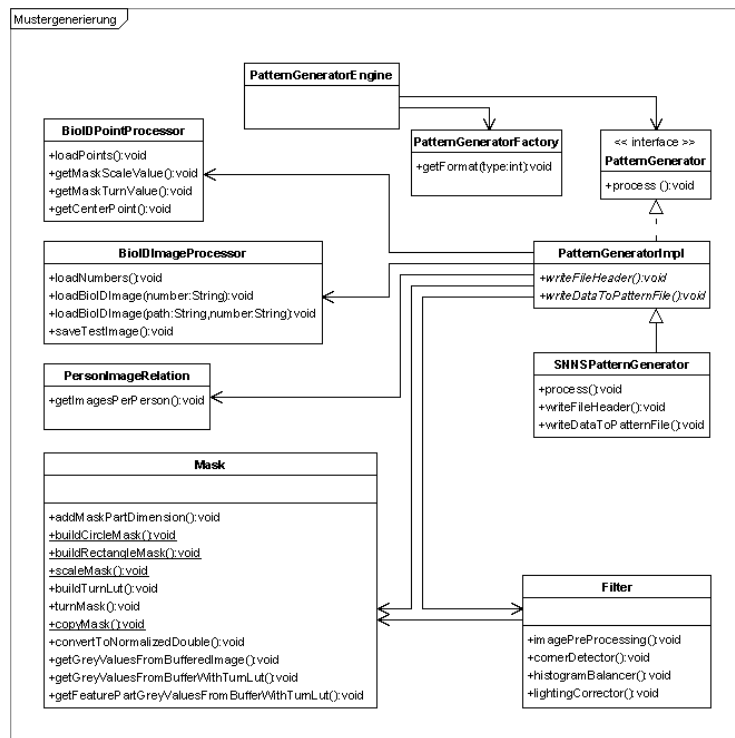 Mustergenerierung
PatternGeneratorEngine
BioIDPointProcessor
+loadPoints():void
+getMaskScaleValue():void
+getMaskTurnValue():void
+getCenterPoint():void
PatternGeneratorFactory
+getFormat(type:int):void
<< interface >>
PatternGenerator
+process ():void
BioIDImageProcessor
+loadNumbers():void
+loadBioIDImage(number:String):void
+loadBioIDImage(path:String,number:String):void
+saveTestImage():void
PatternGeneratorImpl
+writeFileHeader():void
+writeDataToPatternFile():void
PersonImageRelation
+getImagesPerPerson():void
SNNSPatternGenerator
+process():void
+writeFileHeader():void
+writeDataToPatternFile():void
Mask
+addMaskPartDimension():void
+buildCircleMask():void
+buildRectangleMask():void
+scaleMask():void
+buildTurnLut():void
+turnMask():void
+copyMask():void
+convertToNormalizedDouble():void
+getGreyValuesFromBufferedImage():void
+getGreyValuesFromBufferWithTurnLut():void
+getFeaturePartGreyValuesFromBufferWithTurnLut():void
Filter
+imagePreProcessing():void
+cornerDetector():void
+histogramBalancer():void
+lightingCorrector():void